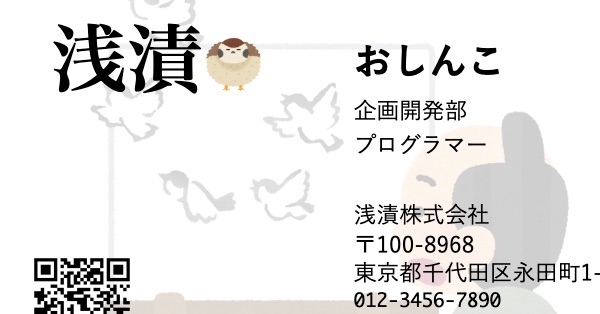 浅漬
おしんこ
企画開発部
プログラマー
浅漬株式会社
〒100-8968
東京都千代田区永田町1-
012-3456-7890